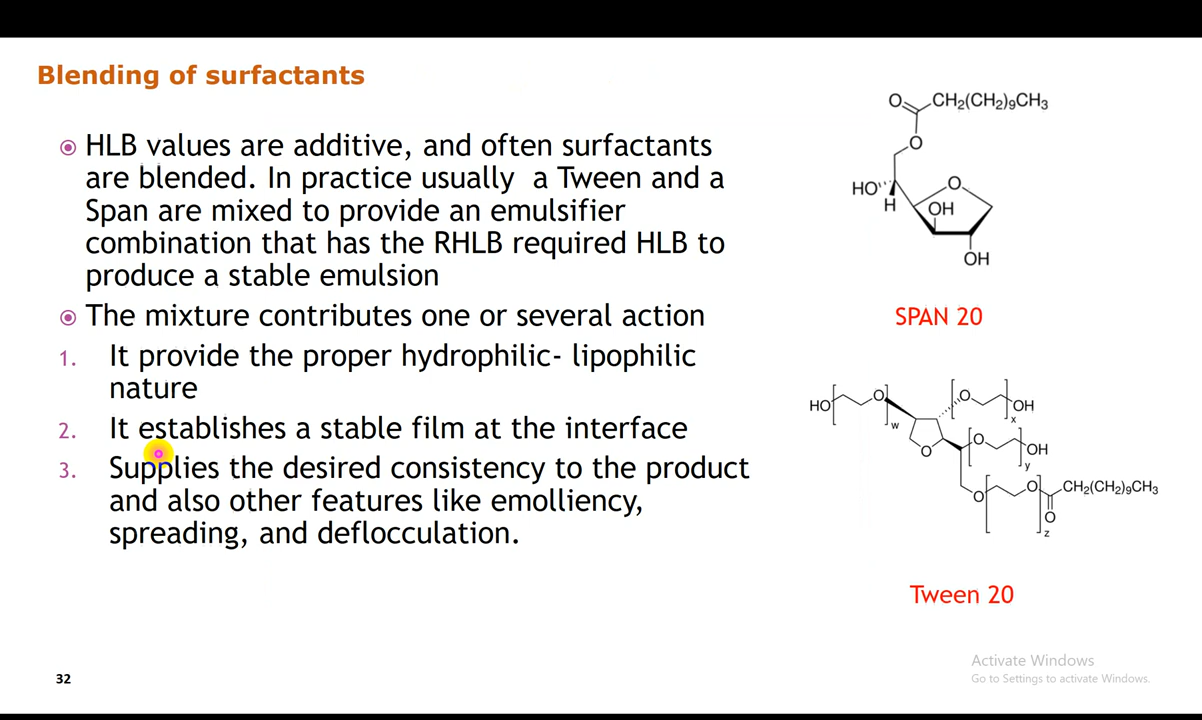 Blending of surfactants
HLB values are additive, and often surfactants
are blended. In practice usually a Tween and a
Span are mixed to provide an emulsifier
combination that has the RHLB required HLB to
produce a stable emulsion
The mixture contributes one or several action
1. It provide the proper hydrophilic- lipophilic
nature
2. It establishes a stable film at the interface
3. Supplies the desired consistency to the product
and also other features like emolliency,
spreading, and deflocculation.
O CH2(CH2)9CH3
O
HO O
H OH
OH
SPAN 20
HO O w O x OH
O O y OH
O O z CH2(CH2)9CH3
O
Tween 20
Activate Windows
Go to Settings to activate Windows.
32